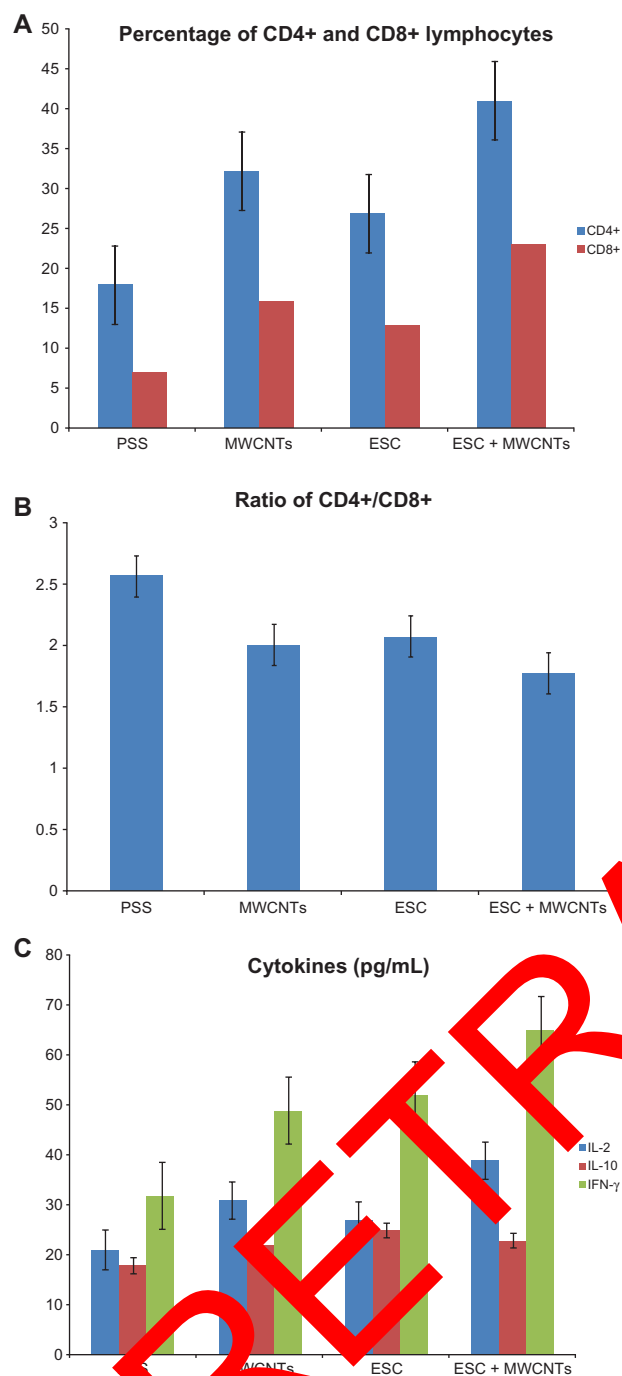 A
Percentage of CD4+ and CD8+ lymphocytes
50
45
40
35
30
25
20
15
10
5
0
CD4+
CD8+
PSS MWCNTs ESC ESC + MWCNTs
B
Ratio of CD4+/CD8+
3
2.5
2
1.5
1
0.5
0
PSS MWCNTs ESC ESC + MWCNTs
C
Cytokines (pg/mL)
80
70
60
50
40
30
20
10
0
IL-2
IL-10
IFN-γ
ESC ESC + MWCNTs
RETR